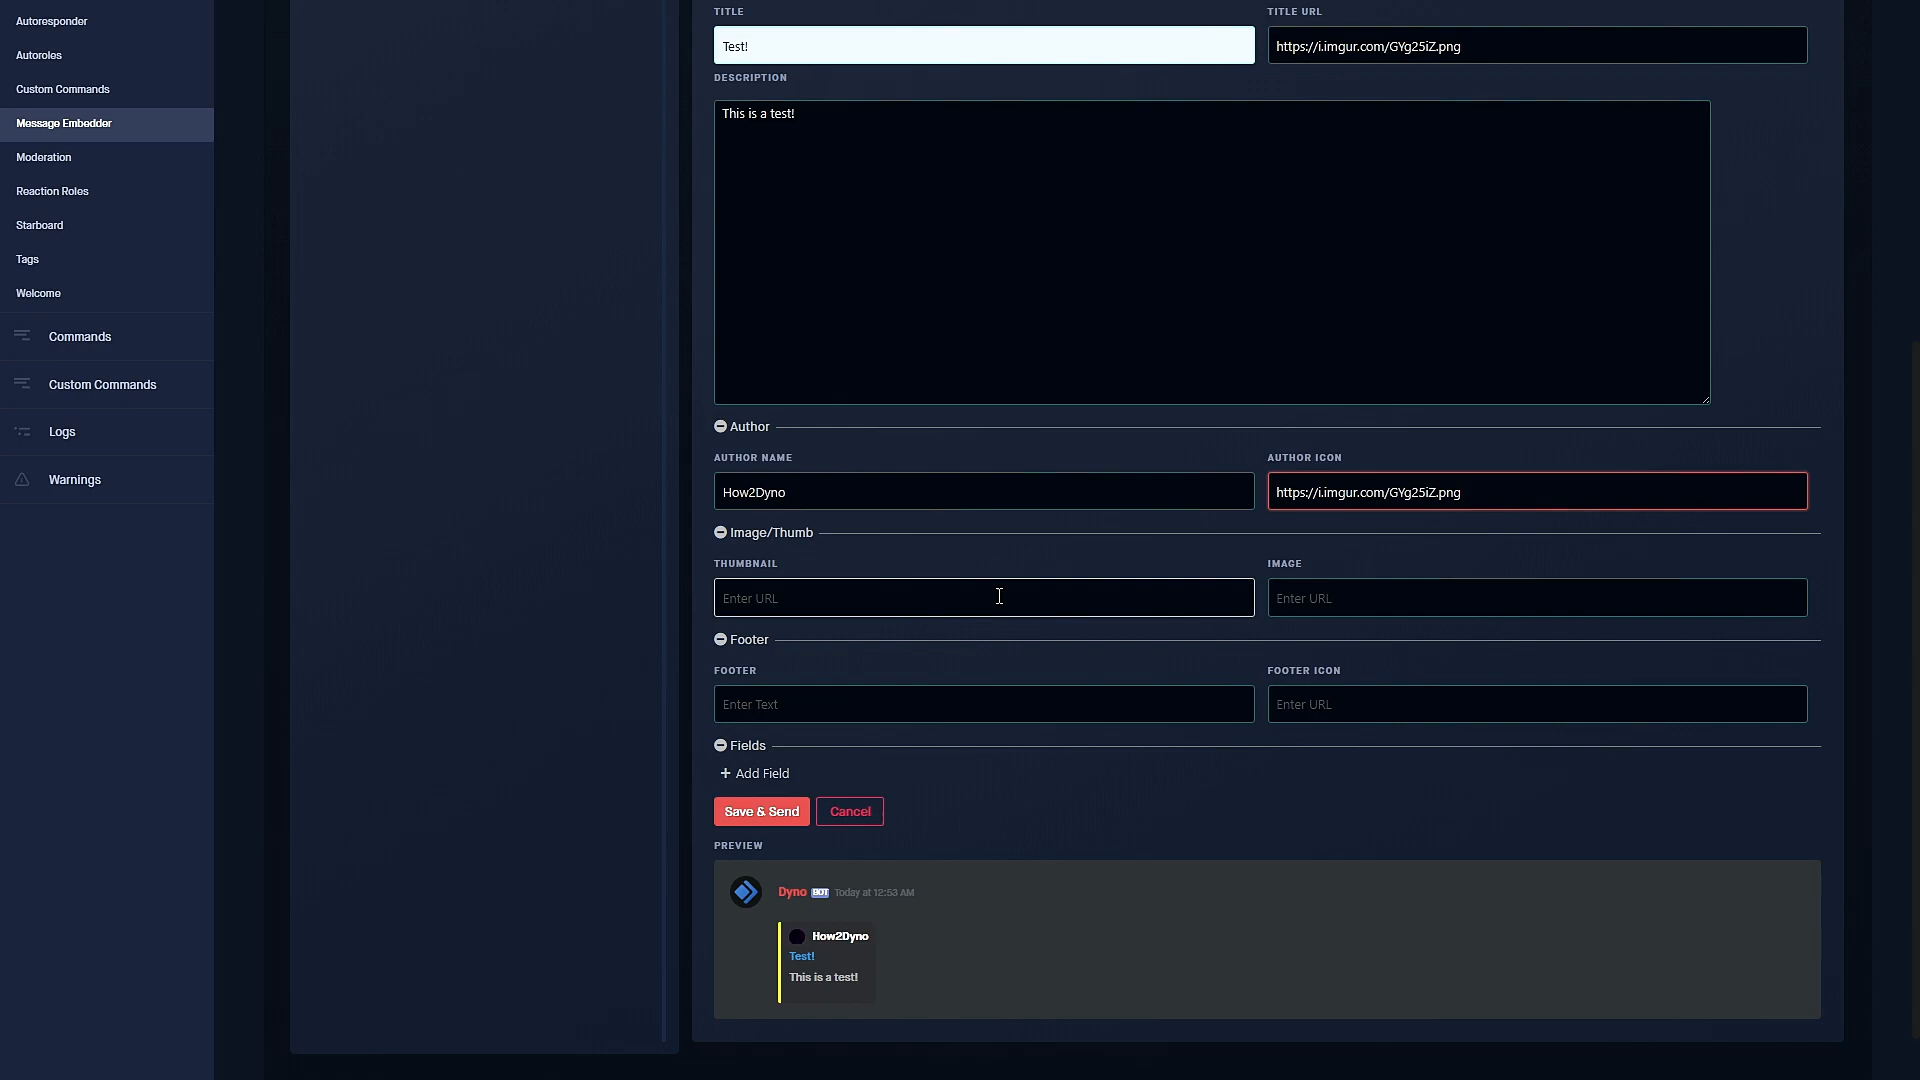 Autoresponder
Autoroles
Custom Commands
Message Embedder
Moderation
Reaction Roles
Starboard
Tags
Welcome
Commands
Custom Commands
Logs
Warnings
TITLE
TITLE URL
Test!
https://i.imgur.com/GYg25iZ.png
DESCRIPTION
This is a test!
Author
AUTHOR NAME
AUTHOR ICON
How2Dyno
https://i.imgur.com/GYg25iZ.png
Image/Thumb
THUMBNAIL
IMAGE
Enter URL
Enter URL
Footer
FOOTER
FOOTER ICON
Enter Text
Enter URL
Fields
+ Add Field
Save & Send
Cancel
PREVIEW
Dyno BOT Today at 12:53 AM
How2Dyno
Test!
This is a test!